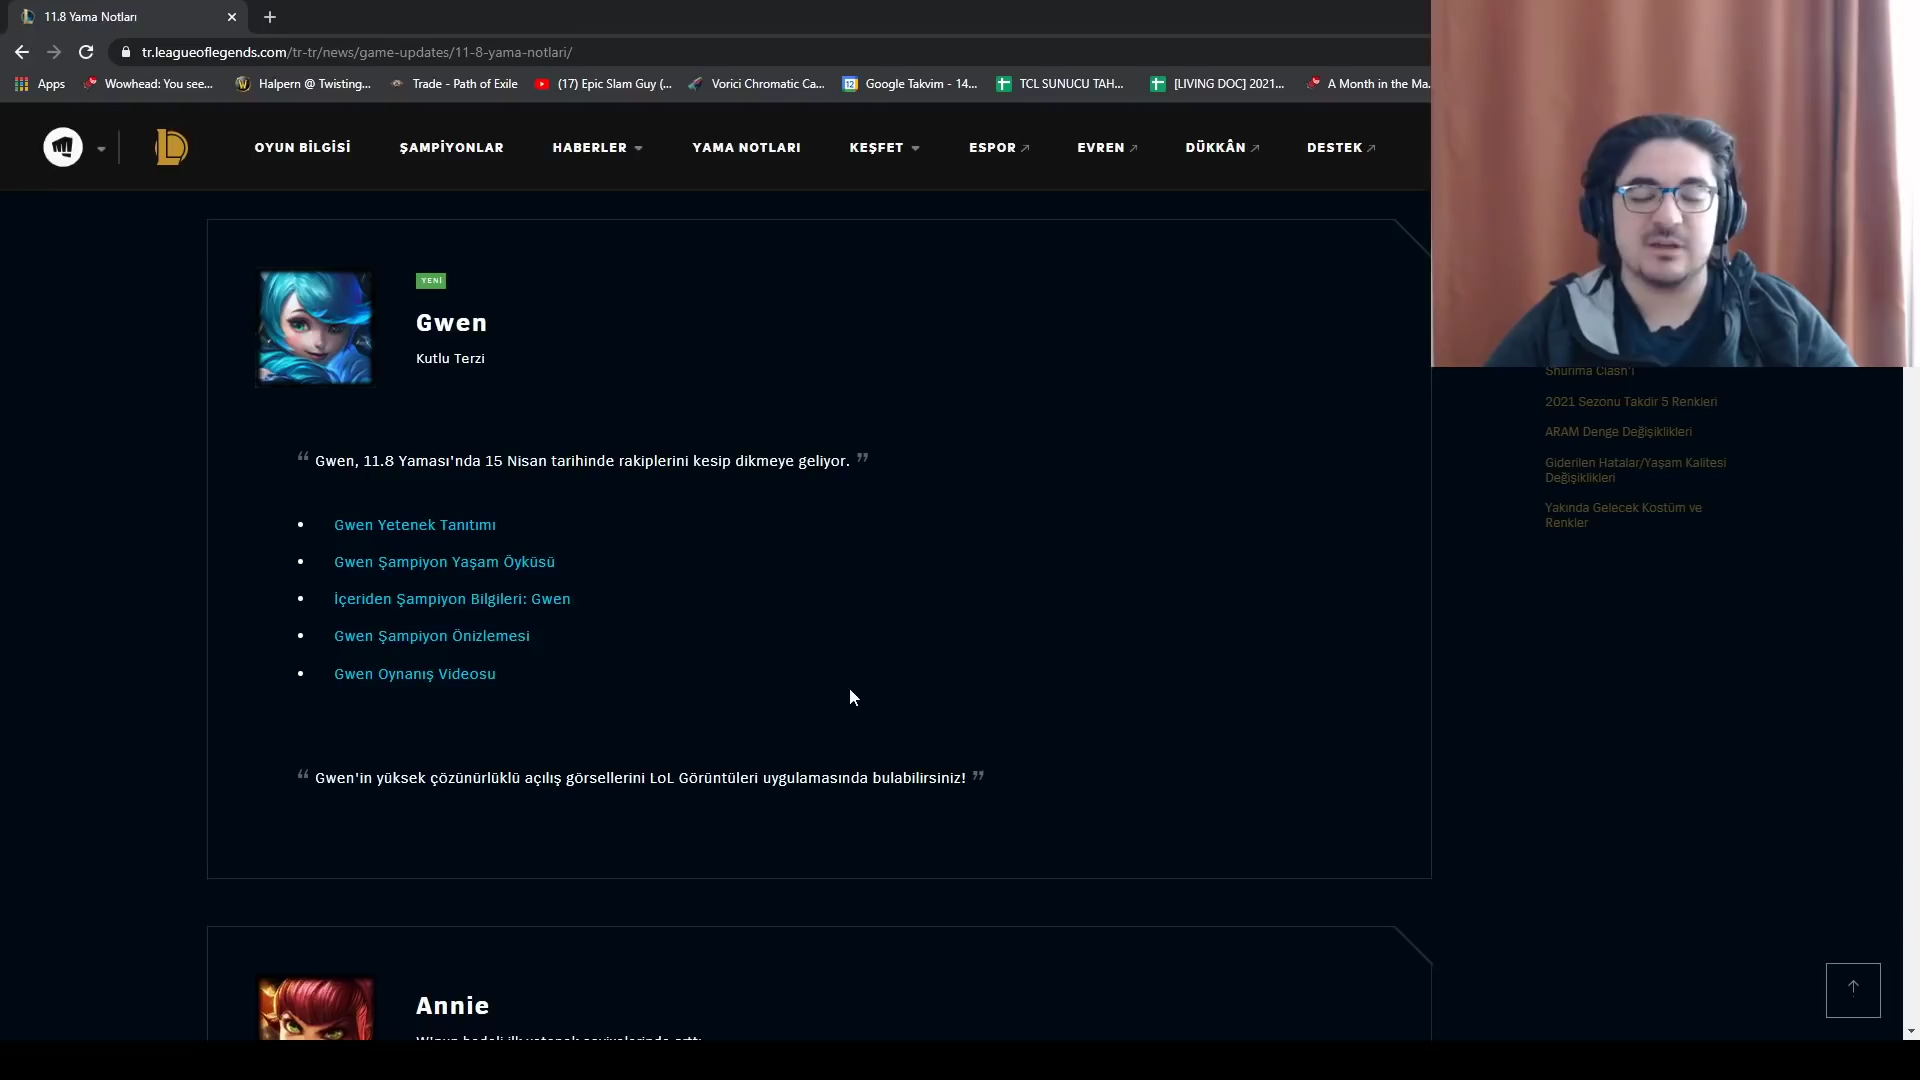 11.8 Yama Notları
tr.leagueoflegends.com/tr-tr/news/game-updates/11-8-yama-notlari/
Apps
Wowhead: You see...
Halpern @ Twisting...
Trade - Path of Exile
(17) Epic Slam Guy (...
Vorici Chromatic Ca...
Google Takvim - 14...
TCL SUNUCU TAH...
[LIVING DOC] 2021...
A Month in the Ma...
OYUN BİLGİSİ
ŞAMPİYONLAR
HABERLER
YAMA NOTLARI
KEŞFET
ESPOR
EVREN
DÜKKÂN
DESTEK
YENİ
Gwen
Kutlu Terzi
“ Gwen, 11.8 Yaması'nda 15 Nisan tarihinde rakiplerini kesip dikmeye geliyor. ”
• Gwen Yetenek Tanıtımı
• Gwen Şampiyon Yaşam Öyküsü
• İçeriden Şampiyon Bilgileri: Gwen
• Gwen Şampiyon Önizlemesi
• Gwen Oynanış Videosu
“ Gwen'in yüksek çözünürlüklü açılış görsellerini LoL Görüntüleri uygulamasında bulabilirsiniz! ”
Annie
Shurima Clash'i
2021 Sezonu Takdir 5 Renkleri
ARAM Denge Değişiklikleri
Giderilen Hatalar/Yaşam Kalitesi
Değişiklikleri
Yakında Gelecek Kostüm ve
Renkler